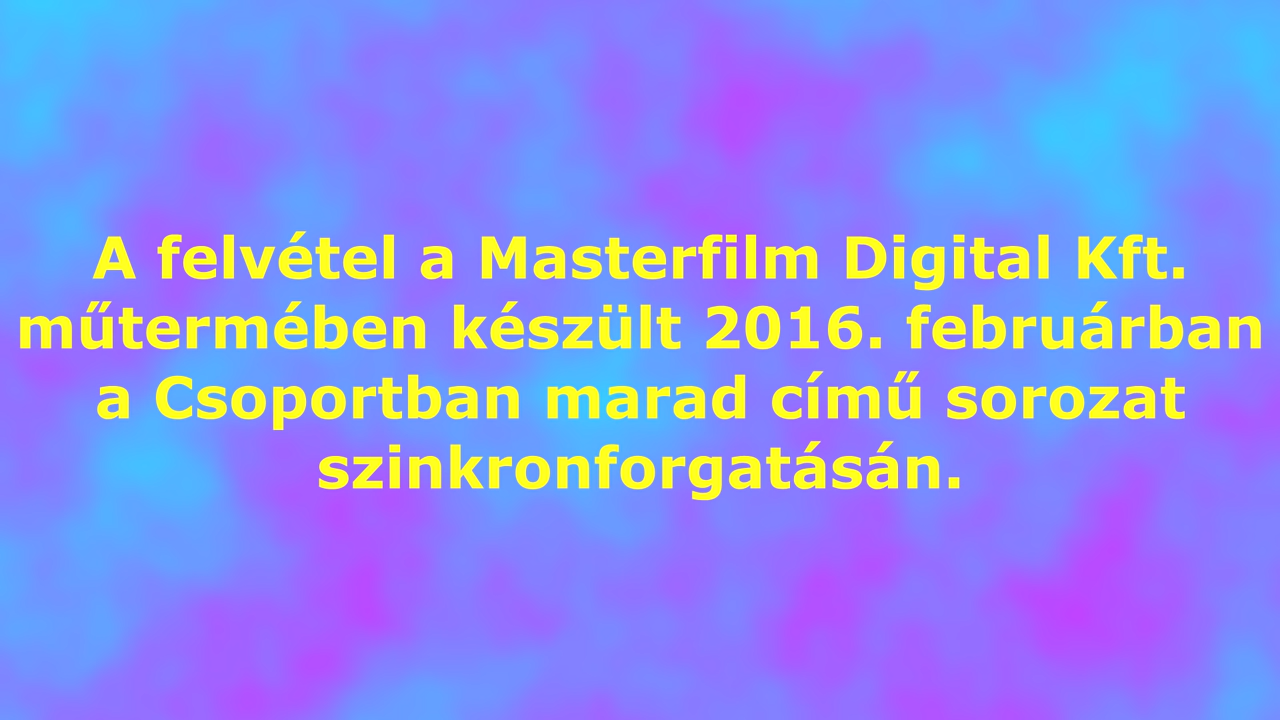 A felvétel a Masterfilm Digital Kft.
műtermében készült 2016. februárban
a Csoportban marad című sorozat
szinkronforgatásán.